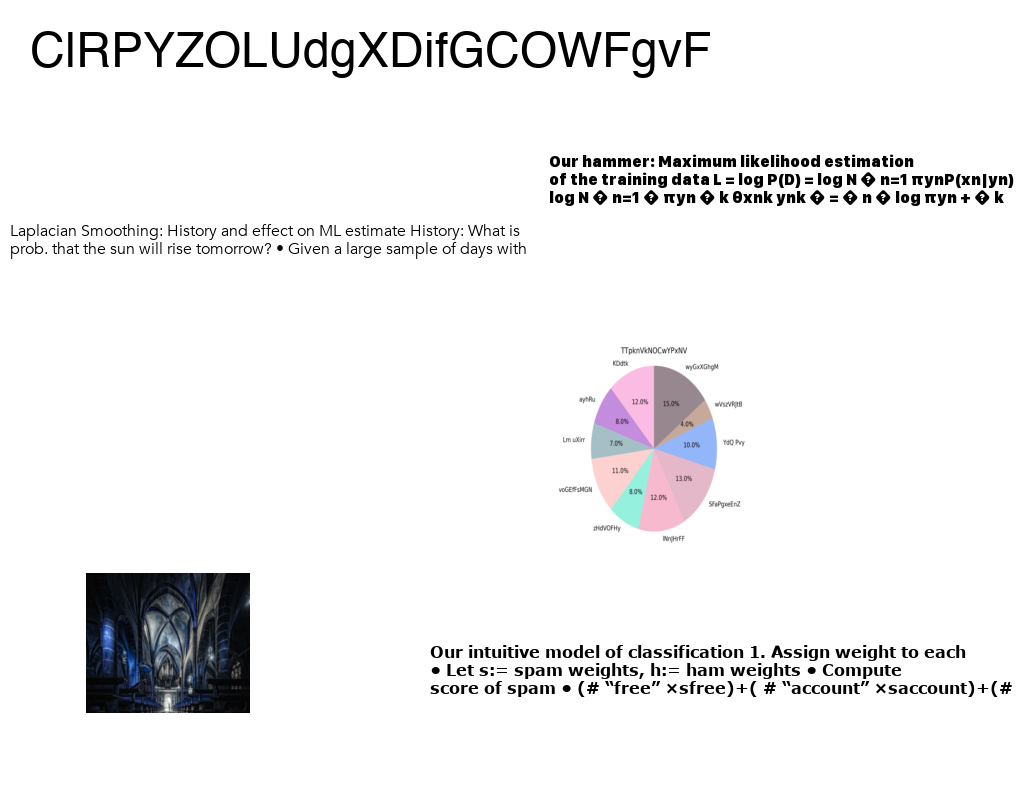 ClRPYZOLUdgXDifGCOWFgvF
Our hammer: Maximum likelihood estimation
of the training data L = log P(D) = log N � n=1 πynP(xn|yn)
log N � n=1 � πyn � k θxnk ynk � = � n � log πyn + � k
Laplacian Smoothing: History and effect on ML estimate History: What is
prob. that the sun will rise tomorrow? • Given a large sample of days with
TTpknVkNOCwYPxNV
KDdtk
wyGxXGhgM
ayhRu
wVszVRJtB
12.0%
15.0%
8.0%
4.0%
Lm uXirr
7.0%
10.0%
YdQ Pvy
11.0%
13.0%
voGEfFsMGN
8.0%
12.0%
SFaPgxeEnZ
zHdVOFHy
INnJHrFF
Our intuitive model of classification 1. Assign weight to each
• Let s:= spam weights, h:= ham weights • Compute
score of spam • (# “free” ×sfree)+( # “account” ×saccount)+(#